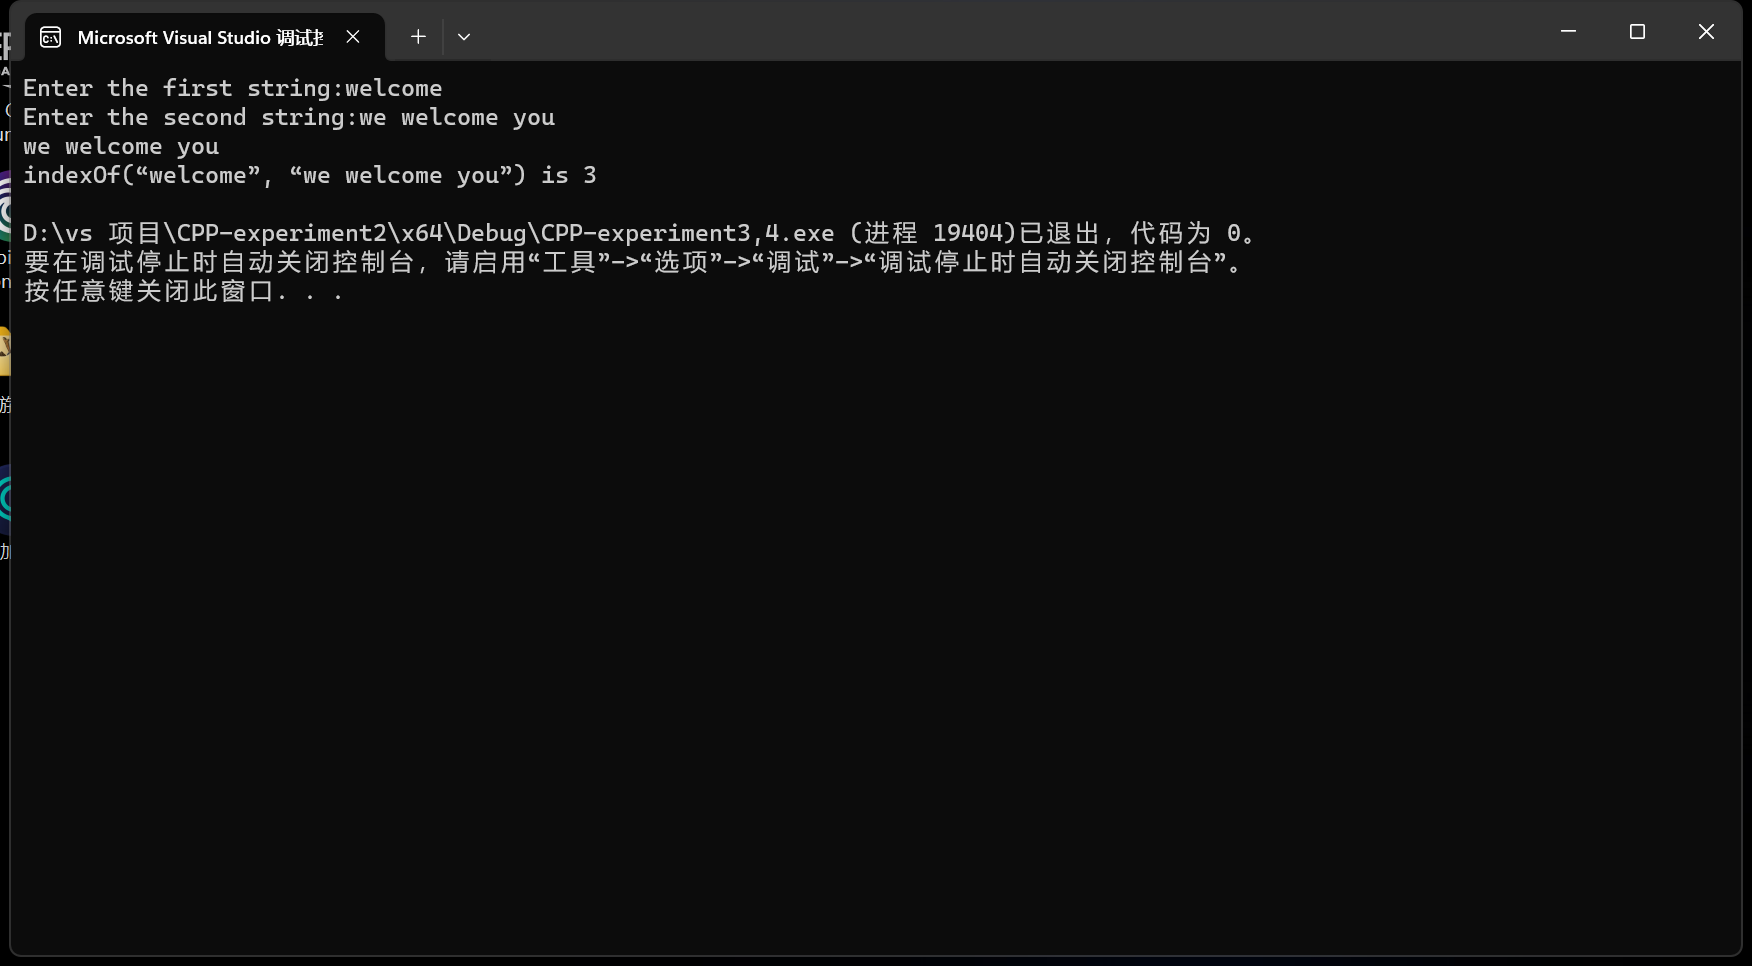 Microsoft Visual Studio 调试
Enter the first string:welcome
Enter the second string:we welcome you
we welcome you
indexOf(“welcome”, “we welcome you”) is 3
D:\vs 项目\CPP-experiment2\x64\Debug\CPP-experiment3,4.exe (进程 19404)已退出，代码为 0。
要在调试停止时自动关闭控制台，请启用“工具”->“选项”->“调试”->“调试停止时自动关闭控制台”。
按任意键关闭此窗口. . .